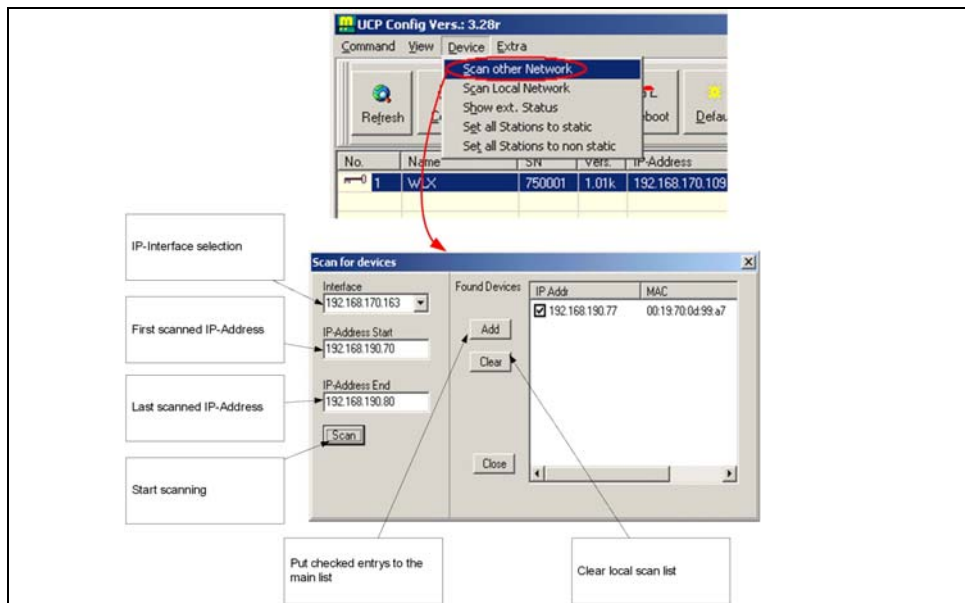 UCP Config Vers.: 3.28r
Command View Device Extra
Scan other Network
Scan Local Network
Show ext. Status
Set all Stations to static
Set all Stations to non static
Refresh
No. Name SN Vers. IP-Address
1 WLX 750001 1.01k 192.168.170.109
IP-Interface selection
First scanned IP-Address
Last scanned IP-Address
Start scanning
Scan for devices
Interface
192.168.170.163
IP-Address Start
192.168.190.70
IP-Address End
192.168.190.80
Scan
Found Devices
Add
Clear
Close
IP Addr MAC
192.168.190.77 00:19:70:0d:99:a7
Put checked entrys to the
main list
Clear local scan list